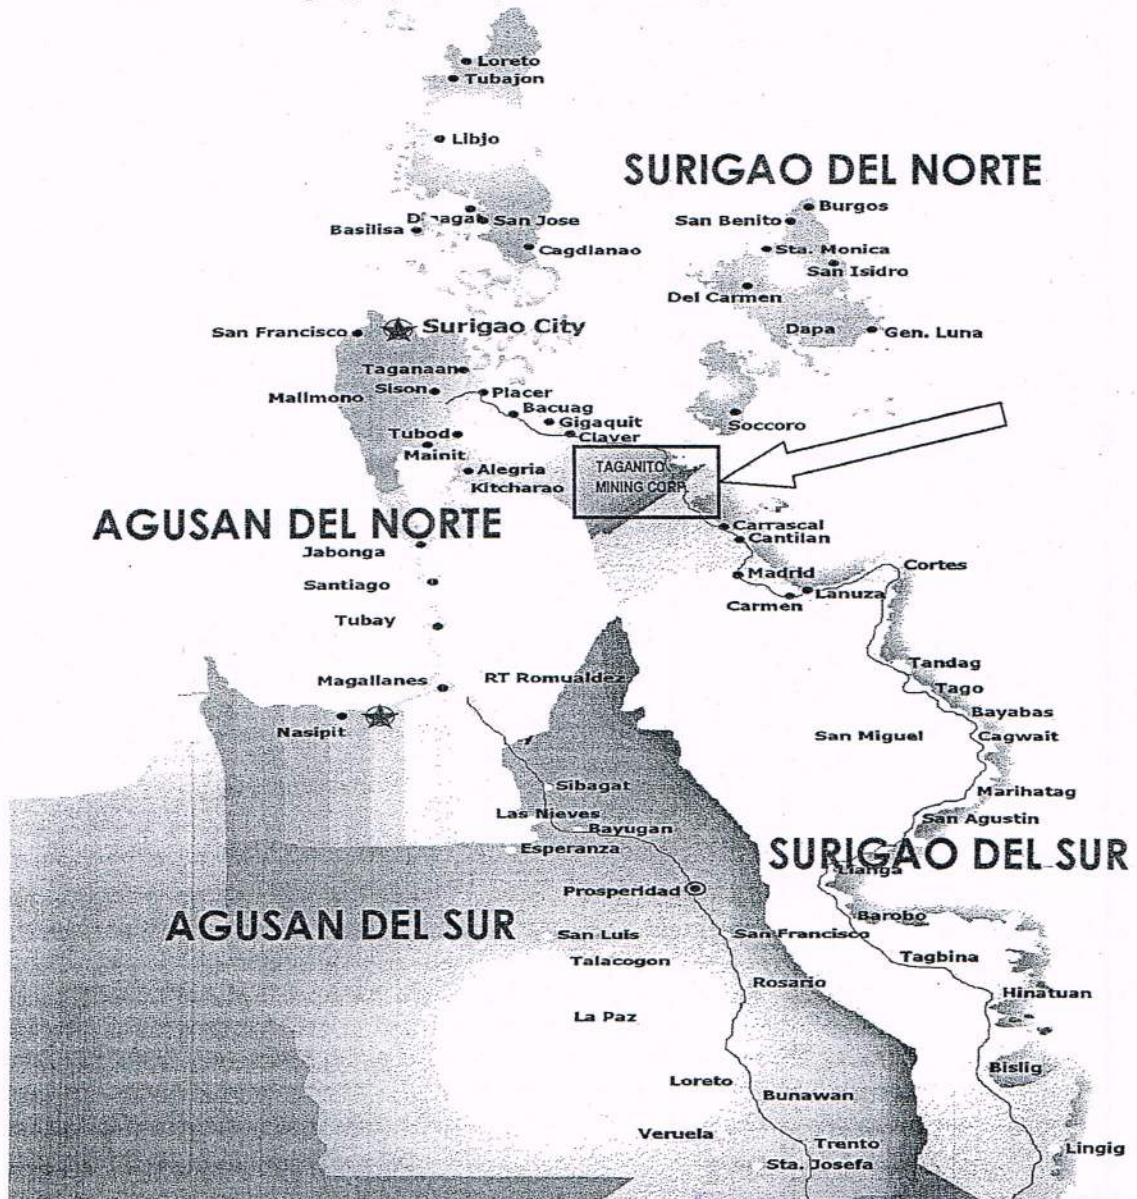 Loreto
Tubajon
Libjo
SURIGAO DEL NORTE
Burgos
San Benito
San Jose
Basilisa
Sta. Monica
Cagdianao
San Isidro
Del Carmen
San Francisco
Surigao City
Dapa
Gen. Luna
Taganaan
Sison
Placer
Malimono
Bacuag
Gigaquit
Soccoro
Claver
Tubod
Mainit
TAGANITO
MINING CORP.
Alegria
Kitcharao
AGUSAN DEL NORTE
Carrascal
Cantilan
Jabonga
Cortes
Madrid
Santiago
Lanuza
Carmen
Tubay
Tandag
Magallanes
RT Romualdez
Tago
Bayabas
Nasipit
San Miguel
Cagwait
Sibagat
Marihatag
Las Nieves
San Agustin
Bayugan
Esperanza
SURIGAO DEL SUR
Lianga
Prosperidad
Barobo
AGUSAN DEL SUR
San Luis
San Francisco
Talacogon
Tagbina
Rosario
Hinatuan
La Paz
Bislig
Loreto
Bunawan
Veruela
Trento
Lingig
Sta. Josefa